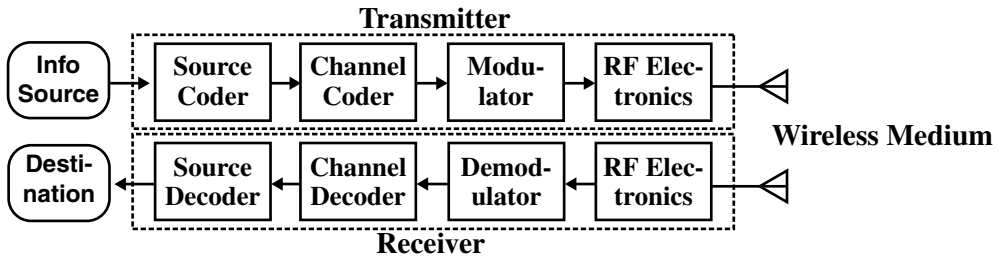 Transmitter
Info
Source
Source
Coder
Channel
Coder
Modu-
lator
RF Elec-
tronics
Wireless Medium
Desti-
nation
Source
Decoder
Channel
Decoder
Demod-
ulator
RF Elec-
tronics
Receiver